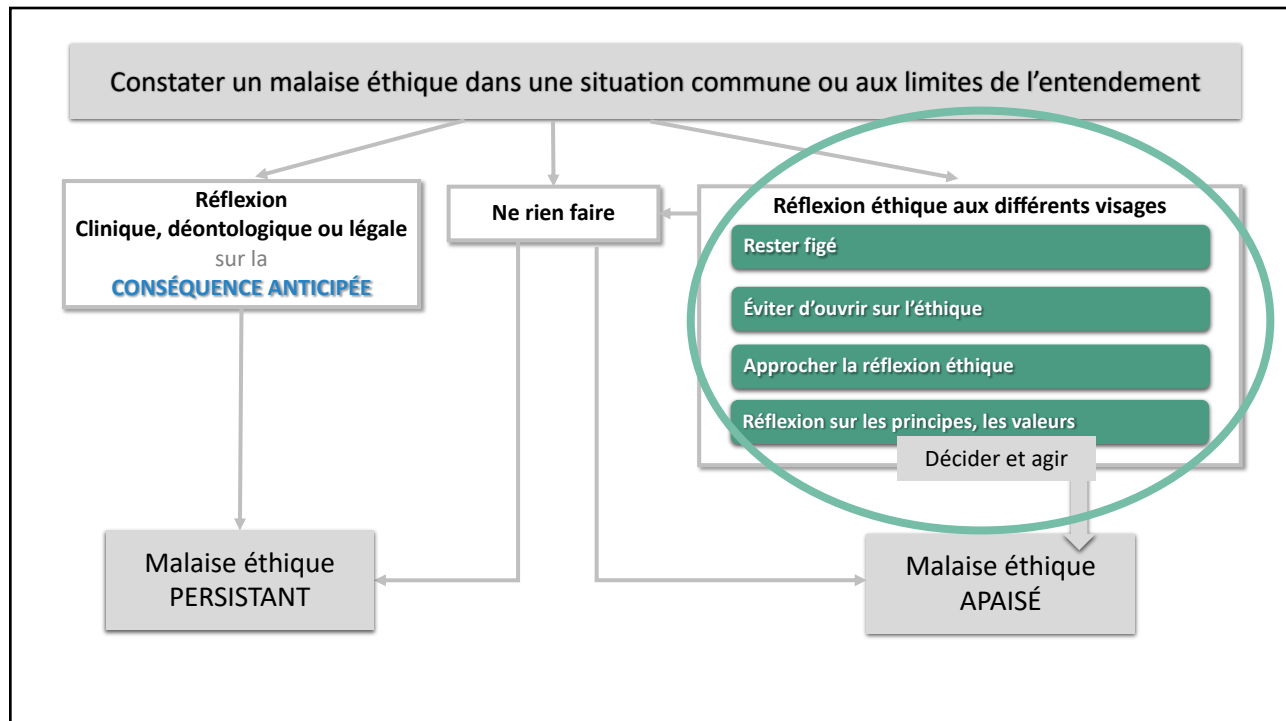 Constater un malaise éthique dans une situation commune ou aux limites de l’entendement
Réflexion
Clinique, déontologique ou légale
sur la
CONSÉQUENCE ANTICIPÉE
Ne rien faire
Réflexion éthique aux différents visages
Rester figé
Éviter d’ouvrir sur l’éthique
Approcher la réflexion éthique
Réflexion sur les principes, les valeurs
Décider et agir
Malaise éthique
PERSISTANT
Malaise éthique
APAISÉ